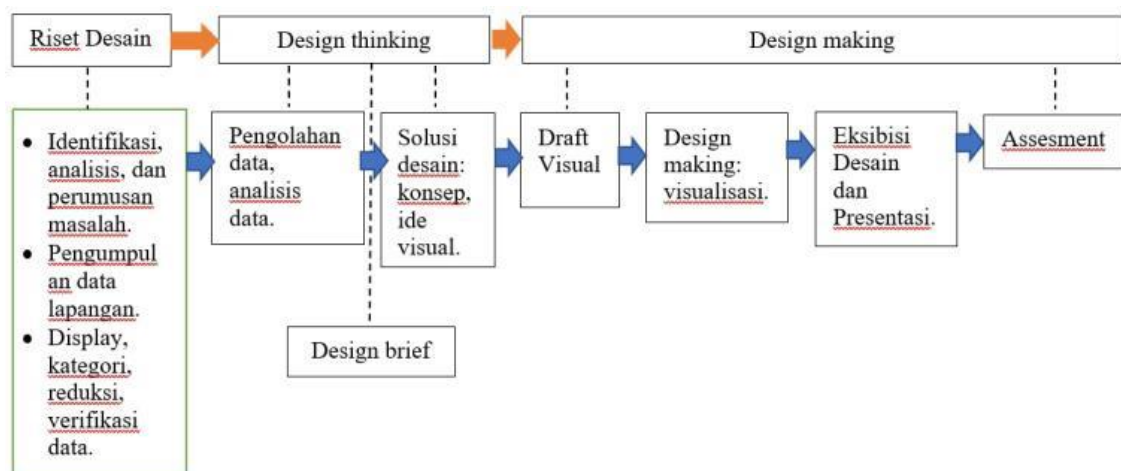 Riset Desain
Design thinking
Design making
• Identifikasi,
analisis, dan
perumusan
masalah.
• Pengumpul
an data
lapangan.
• Display,
kategori,
reduksi,
verifikasi
data.
Pengolahan
data,
analisis
data.
Solusi
desain:
konsep,
ide
visual.
Draft
Visual
Design
making:
visualisasi.
Eksibisi
Desain
dan
Presentasi.
Assesment
Design brief